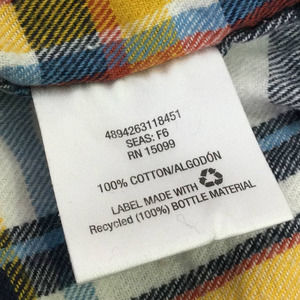 4894263118451
SEAS: F6
RN 15099
100% COTTON/ALGODÓN
LABEL MADE WITH
Recycled (100%) BOTTLE MATERIAL